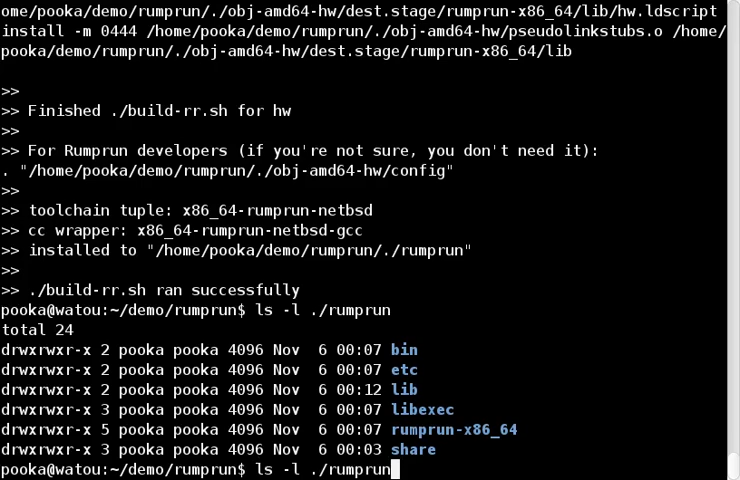 ome/pooka/demo/rumprun/./obj-amd64-hw/dest.stage/rumprun-x86_64/lib/hw.ldscript
install -m 0444 /home/pooka/demo/rumprun/./obj-amd64-hw/pseudolinkstubs.o /home/
pooka/demo/rumprun/./obj-amd64-hw/dest.stage/rumprun-x86_64/lib
>>
>> Finished ./build-rr.sh for hw
>>
>> For Rumprun developers (if you're not sure, you don't need it):
. "/home/pooka/demo/rumprun/./obj-amd64-hw/config"
>>
>> toolchain tuple: x86_64-rumprun-netbsd
>> cc wrapper: x86_64-rumprun-netbsd-gcc
>> installed to "/home/pooka/demo/rumprun/./rumprun"
>>
>> ./build-rr.sh ran successfully
pooka@watou:~/demo/rumprun$ ls -l ./rumprun
total 24
drwxrwxr-x 2 pooka pooka 4096 Nov  6 00:07 bin
drwxrwxr-x 2 pooka pooka 4096 Nov  6 00:07 etc
drwxrwxr-x 2 pooka pooka 4096 Nov  6 00:12 lib
drwxrwxr-x 3 pooka pooka 4096 Nov  6 00:07 libexec
drwxrwxr-x 5 pooka pooka 4096 Nov  6 00:07 rumprun-x86_64
drwxrwxr-x 3 pooka pooka 4096 Nov  6 00:03 share
pooka@watou:~/demo/rumprun$ ls -l ./rumprun